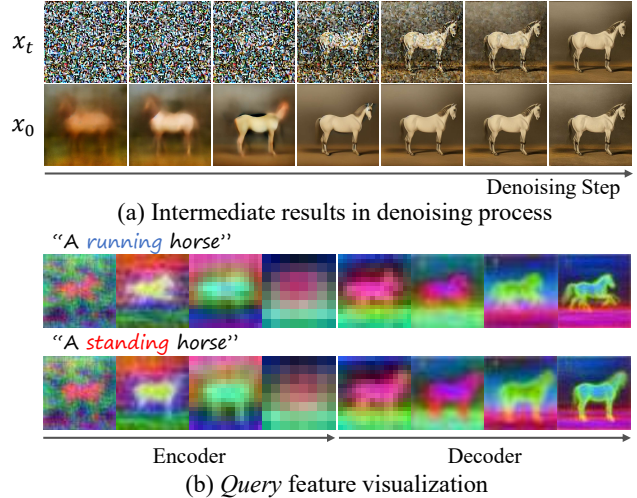 x_t
x_0
Denoising Step
(a) Intermediate results in denoising process
“A running horse”
“A standing horse”
Encoder Decoder
(b) Query feature visualization